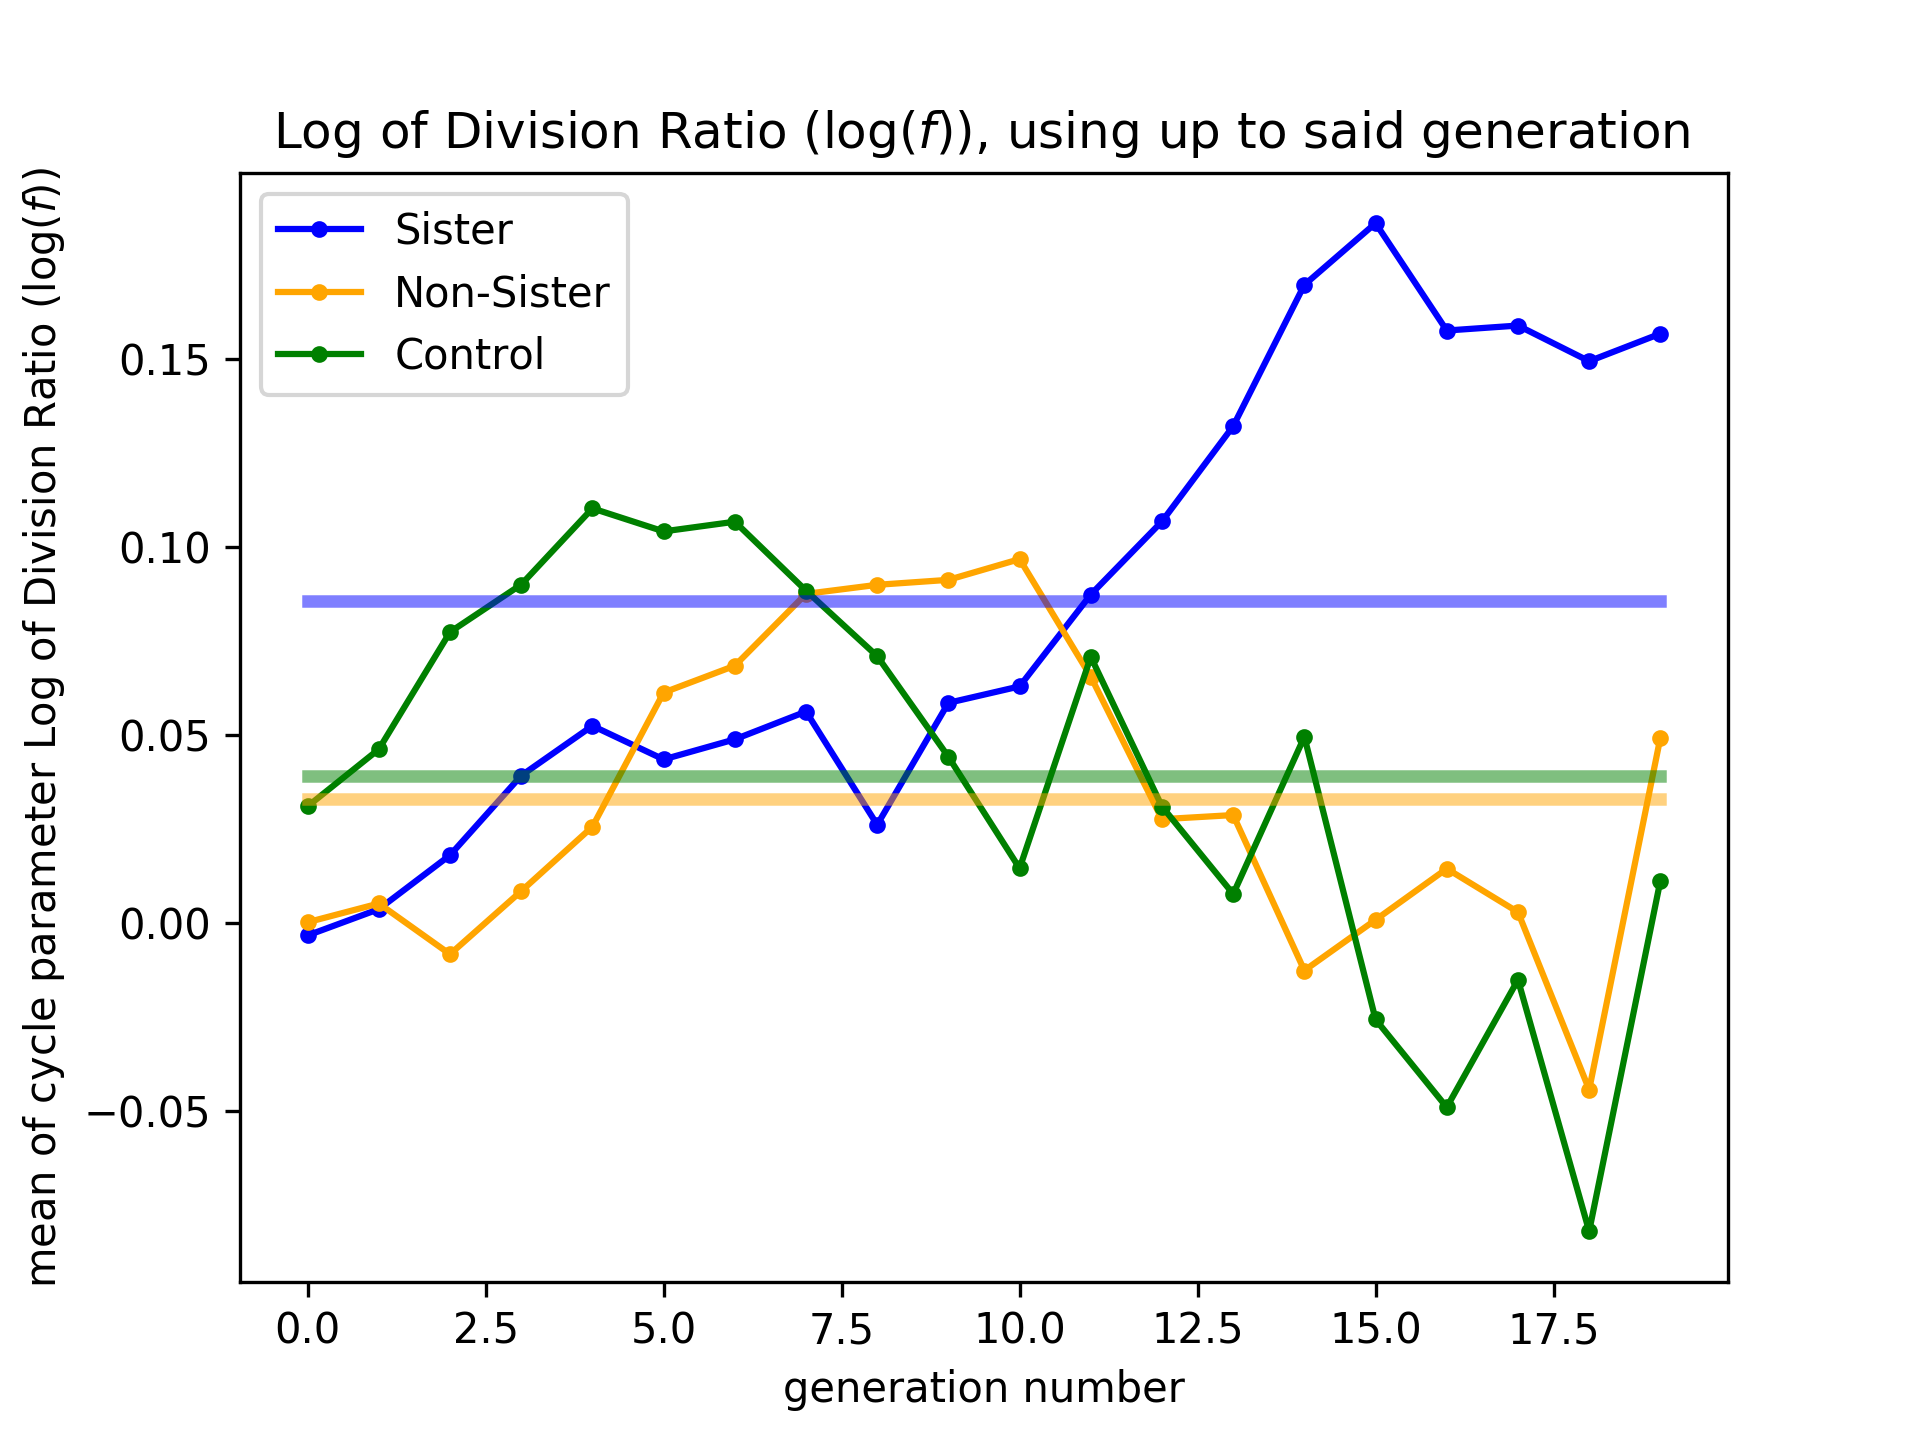 Log of Division Ratio (log(f)), using up to said generation
mean of cycle parameter Log of Division Ratio (log(f))
Sister
Non-Sister
Control
0.15
0.10
0.05
0.00
−0.05
0.0 2.5 5.0 7.5 10.0 12.5 15.0 17.5
generation number